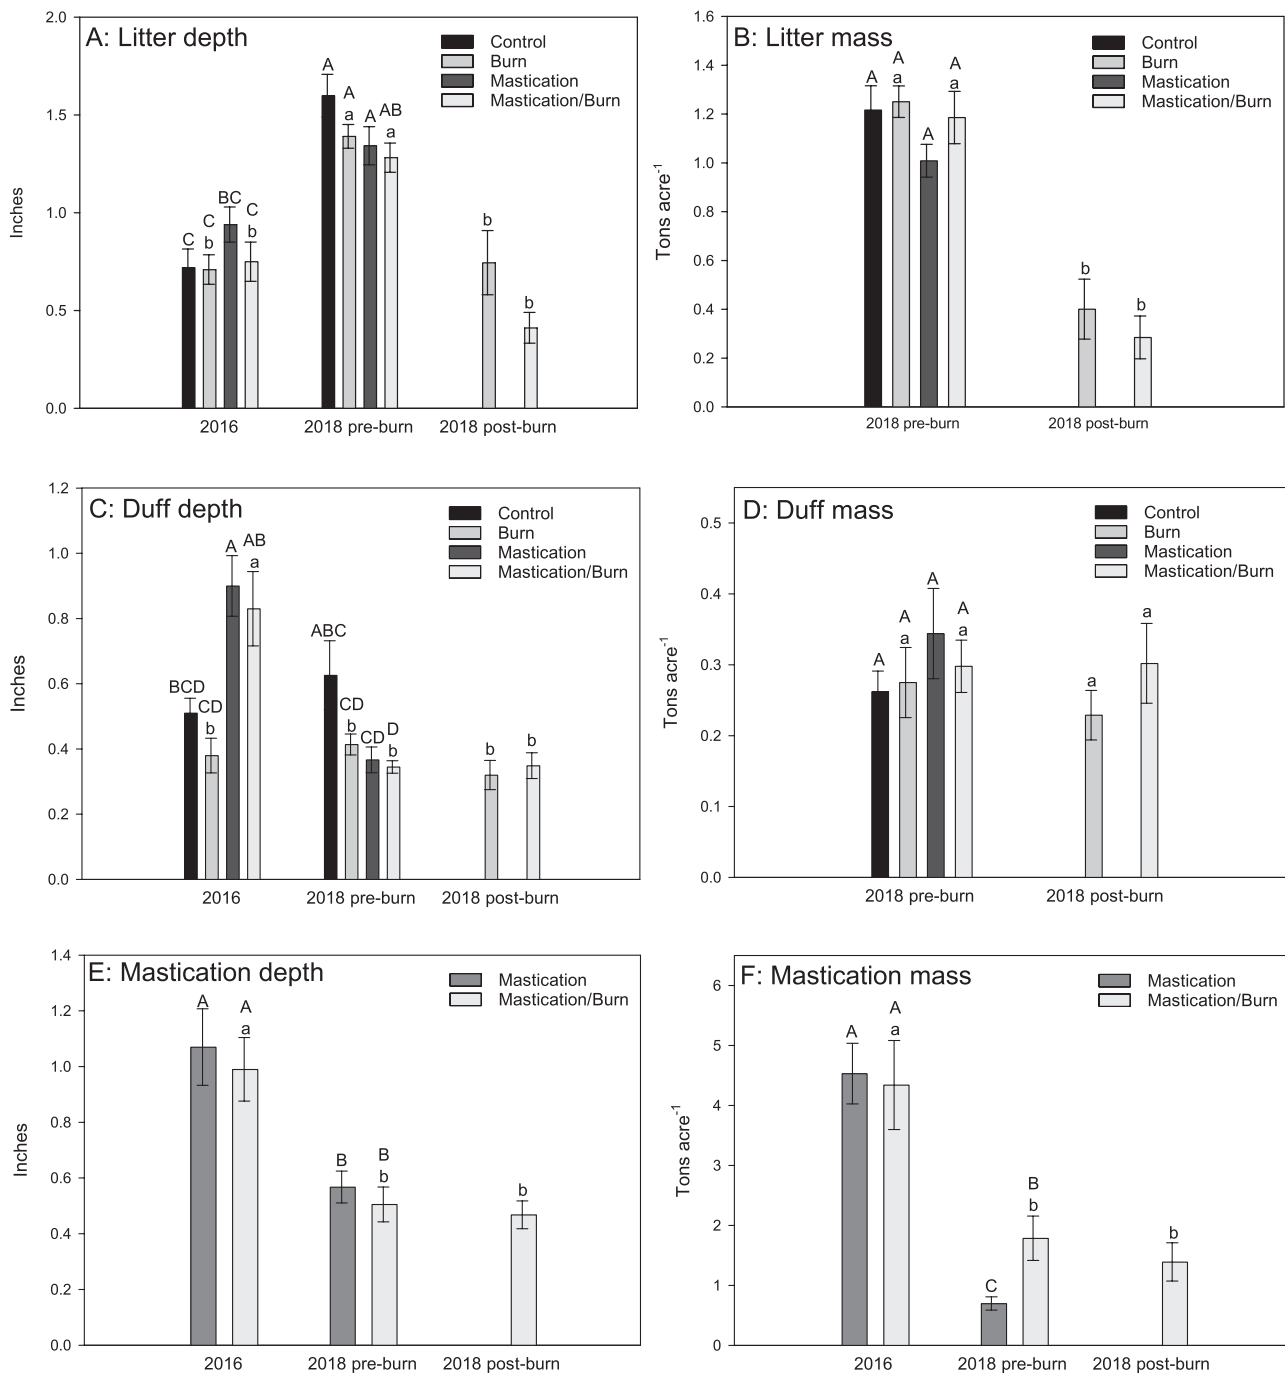 A: Litter depth
Control
Burn
Mastication
Mastication/Burn
2.0
1.5
1.0
0.5
0.0
Inches
C
C
b
BC
C
b
A
A
a
A
AB
a
b
b
2016
2018 pre-burn
2018 post-burn
B: Litter mass
Control
Burn
Mastication
Mastication/Burn
1.6
1.4
1.2
1.0
0.8
0.6
0.4
0.2
0.0
Tons acre-1
A
A
a
A
A
a
b
b
2018 pre-burn
2018 post-burn
C: Duff depth
Control
Burn
Mastication
Mastication/Burn
1.2
1.0
0.8
0.6
0.4
0.2
0.0
Inches
BCD
CD
b
A
AB
a
ABC
CD
b
CD
D
b
b
b
2016
2018 pre-burn
2018 post-burn
D: Duff mass
Control
Burn
Mastication
Mastication/Burn
0.5
0.4
0.3
0.2
0.1
0.0
Tons acre-1
A
A
a
A
A
a
a
a
2018 pre-burn
2018 post-burn
E: Mastication depth
Mastication
Mastication/Burn
1.4
1.2
1.0
0.8
0.6
0.4
0.2
0.0
Inches
A
A
a
B
B
b
b
2016
2018 pre-burn
2018 post-burn
F: Mastication mass
Mastication
Mastication/Burn
6
5
4
3
2
1
0
Tons acre-1
A
A
a
C
B
b
b
2016
2018 pre-burn
2018 post-burn